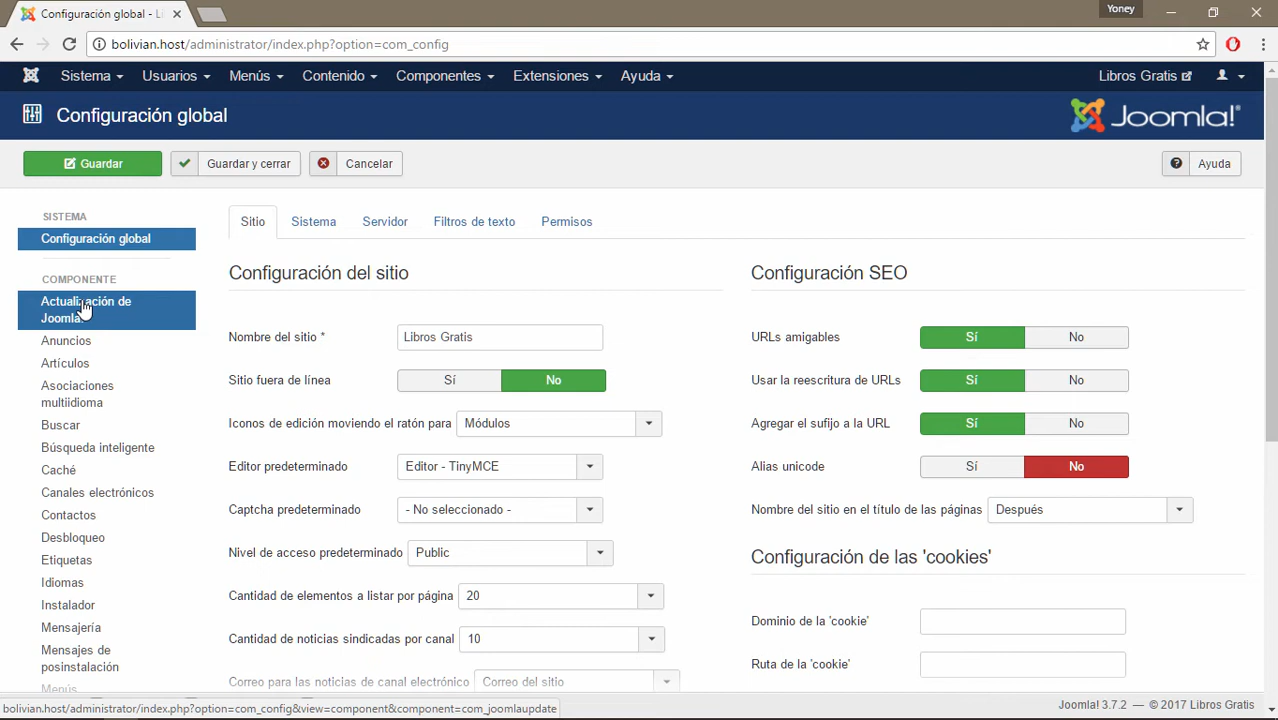 Configuración global - Li
Yoney
bolivian.host/administrator/index.php?option=com_config
Sistema Usuarios Menús Contenido Componentes Extensiones Ayuda Libros Gratis
Configuración global
Joomla!
Guardar Guardar y cerrar Cancelar Ayuda
SISTEMA
Configuración global
COMPONENTE
Actualización de
Joomla!
Anuncios
Artículos
Asociaciones
multiidioma
Buscar
Búsqueda inteligente
Caché
Canales electrónicos
Contactos
Desbloqueo
Etiquetas
Idiomas
Instalador
Mensajería
Mensajes de
posinstalación
Menús
Sitio Sistema Servidor Filtros de texto Permisos
Configuración del sitio
Nombre del sitio * Libros Gratis
Sitio fuera de línea Sí No
Iconos de edición moviendo el ratón para Módulos
Editor predeterminado Editor - TinyMCE
Captcha predeterminado - No seleccionado -
Nivel de acceso predeterminado Public
Cantidad de elementos a listar por página 20
Cantidad de noticias sindicadas por canal 10
Correo para las noticias de canal electrónico Correo del sitio
Configuración SEO
URLs amigables Sí No
Usar la reescritura de URLs Sí No
Agregar el sufijo a la URL Sí No
Alias unicode Sí No
Nombre del sitio en el título de las páginas Después
Configuración de las 'cookies'
Dominio de la 'cookie'
Ruta de la 'cookie'
bolivian.host/administrator/index.php?option=com_config&view=component&component=com_joomlaupdate
Joomla! 3.7.2 — © 2017 Libros Gratis